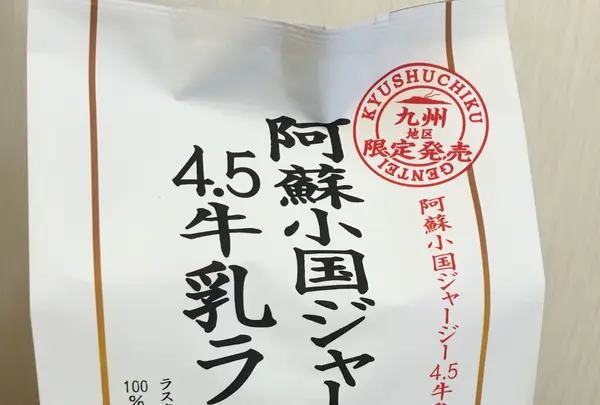 KYUSHUCHIKU
九州
地区
限定発売
GENTEI
阿蘇小国ジャージー4.5牛
阿蘇小国ジャー
4.5牛乳ラ
ラス
100%